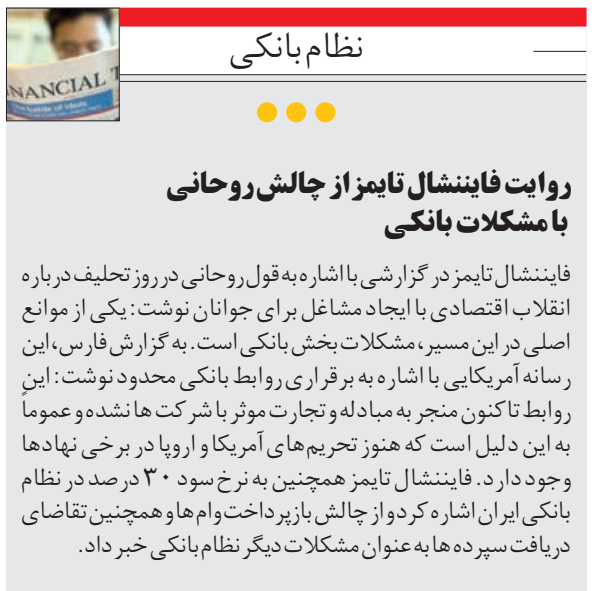 نظام بانکی
NANCIAL T
روایت فایننشال تایمز از چالش روحانی
با مشکلات بانکی
فایننشال تایمز در گزارشی با اشاره به قول روحانی در روز تحلیف درباره
انقلاب اقتصادی با ایجاد مشاغل برای جوانان نوشت: یکی از موانع
اصلی در این مسیر، مشکلات بخش بانکی است. به گزارش فارس، این
رسانه آمریکایی با اشاره به برقراری روابط بانکی محدود نوشت: این
روابط تاکنون منجر به مبادله و تجارت موثر با شرکت‌ها نشده و عموماً
به این دلیل است که هنوز تحریم‌های آمریکا و اروپا در برخی نهادها
وجود دارد. فایننشال تایمز همچنین به نرخ سود ۳۰ درصد در نظام
بانکی ایران اشاره کرد و از چالش بازپرداخت وام‌ها و همچنین تقاضای
دریافت سپرده‌ها به عنوان مشکلات دیگر نظام بانکی خبر داد.